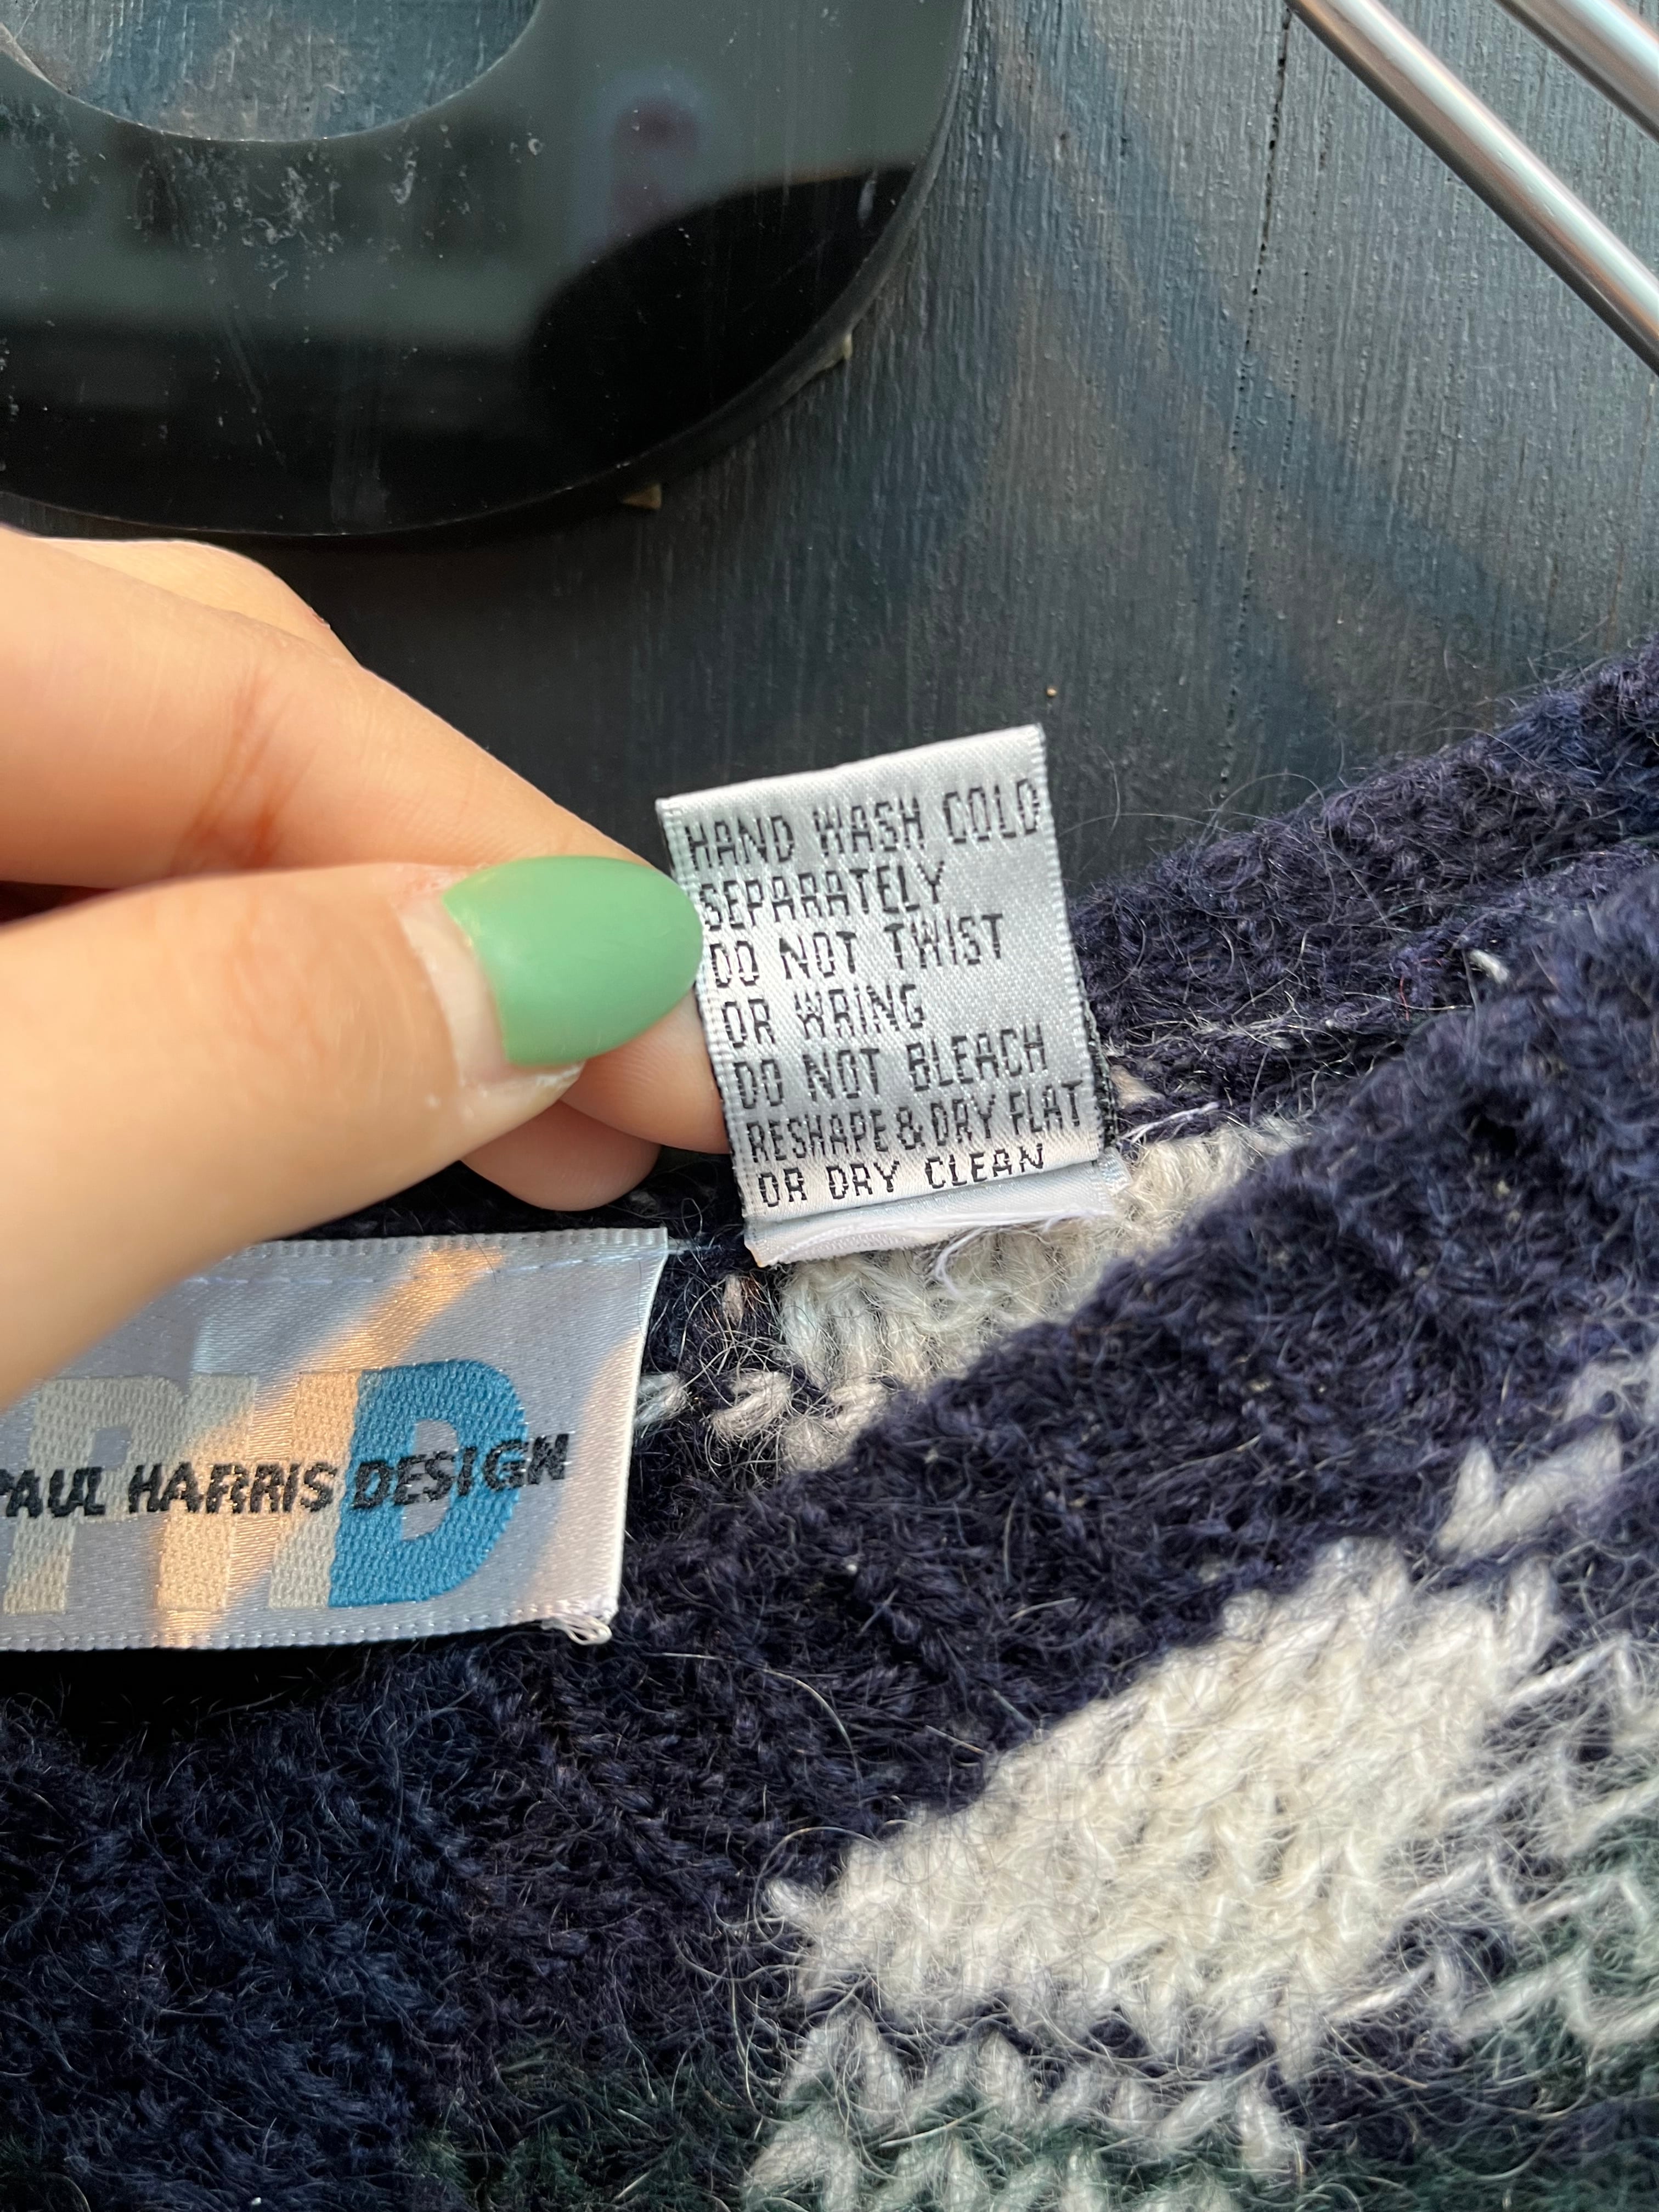 HAND WASH COLD
SEPARATELY
DO NOT TWIST
OR WRING
DO NOT BLEACH
RESHAPE & DRY FLAT
OR DRY CLEAN
PHD
PAUL HARRIS DESIGN